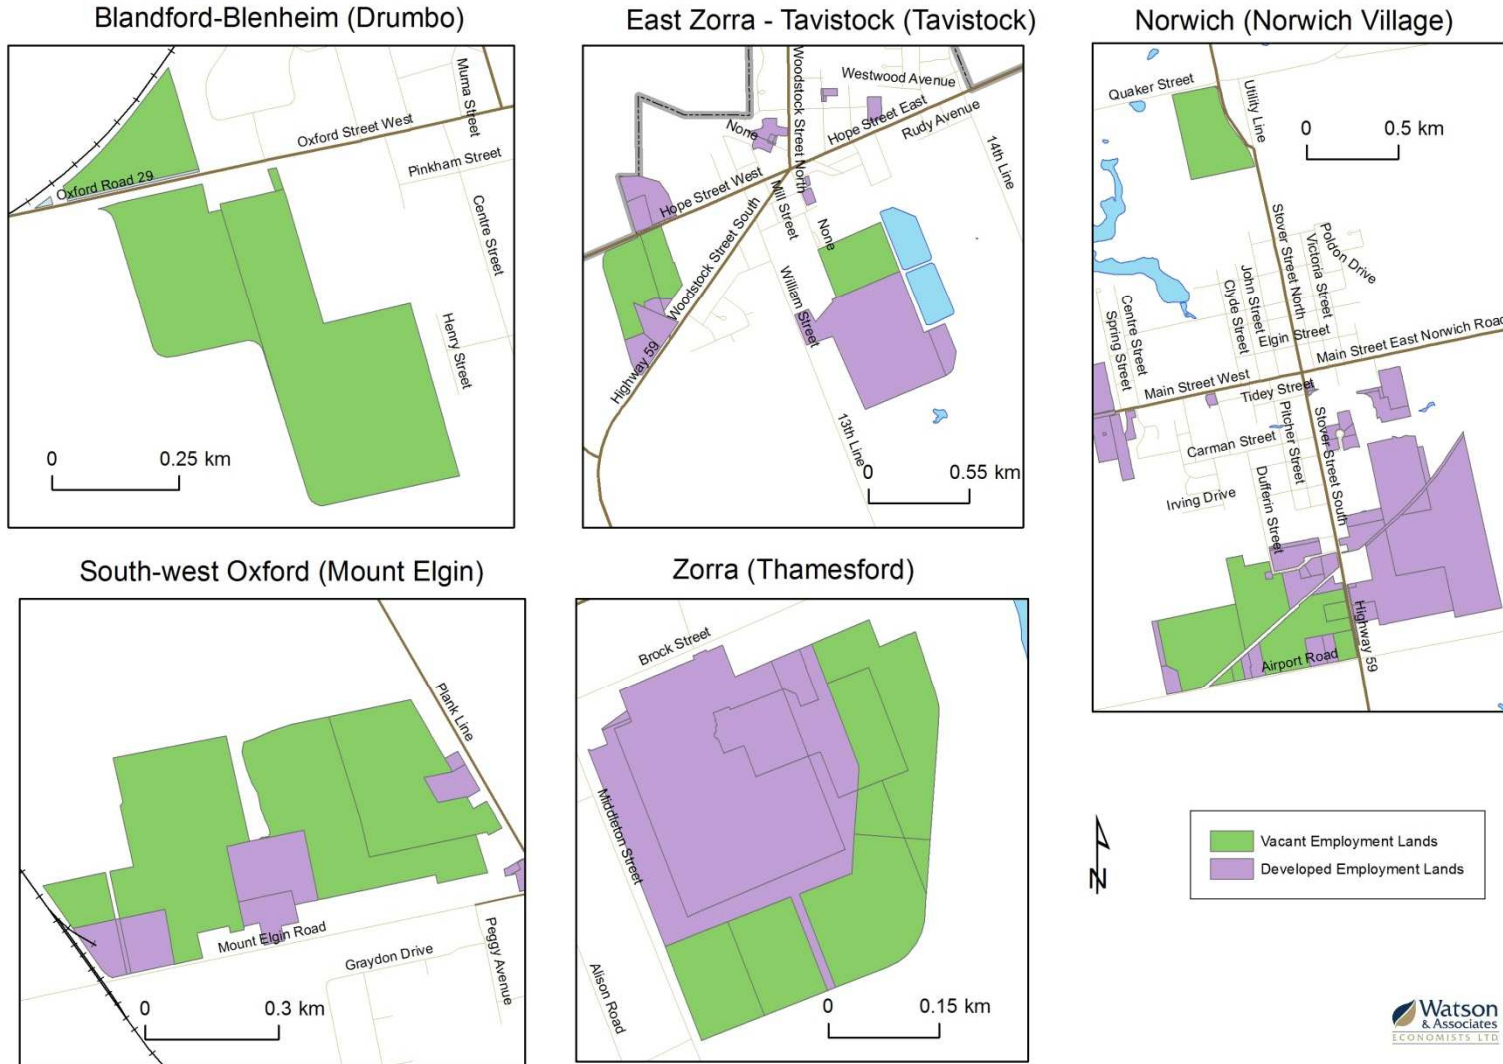 Blandford-Blenheim (Drumbo)
Muma Street
Oxford Street West
Pinkham Street
Oxford Road 29
Centre Street
Henry Street
0 0.25 km
East Zorra - Tavistock (Tavistock)
Woodstock Street North
Westwood Avenue
Hope Street East
Rudy Avenue
None
14th Line
Hope Street West
Mill Street
None
Woodstock Street South
William Street
Highway 59
13th Line
0 0.55 km
Norwich (Norwich Village)
Quaker Street
Utility Line
0 0.5 km
Stover Street North
Poldon Drive
Victoria Street
John Street
Clyde Street
Centre Street
Spring Street
Elgin Street
Main Street East Norwich Road
Main Street West
Tidey Street
Pitcher Street
Stover Street South
Carman Street
Irving Drive
Dufferin Street
Airport Road
Highway 59
South-west Oxford (Mount Elgin)
Plank Line
Mount Elgin Road
Graydon Drive
Peggy Avenue
0 0.3 km
Zorra (Thamesford)
Brock Street
Middleton Street
Alison Road
0 0.15 km
N
Vacant Employment Lands
Developed Employment Lands
Watson
& Associates
ECONOMISTS LTD.